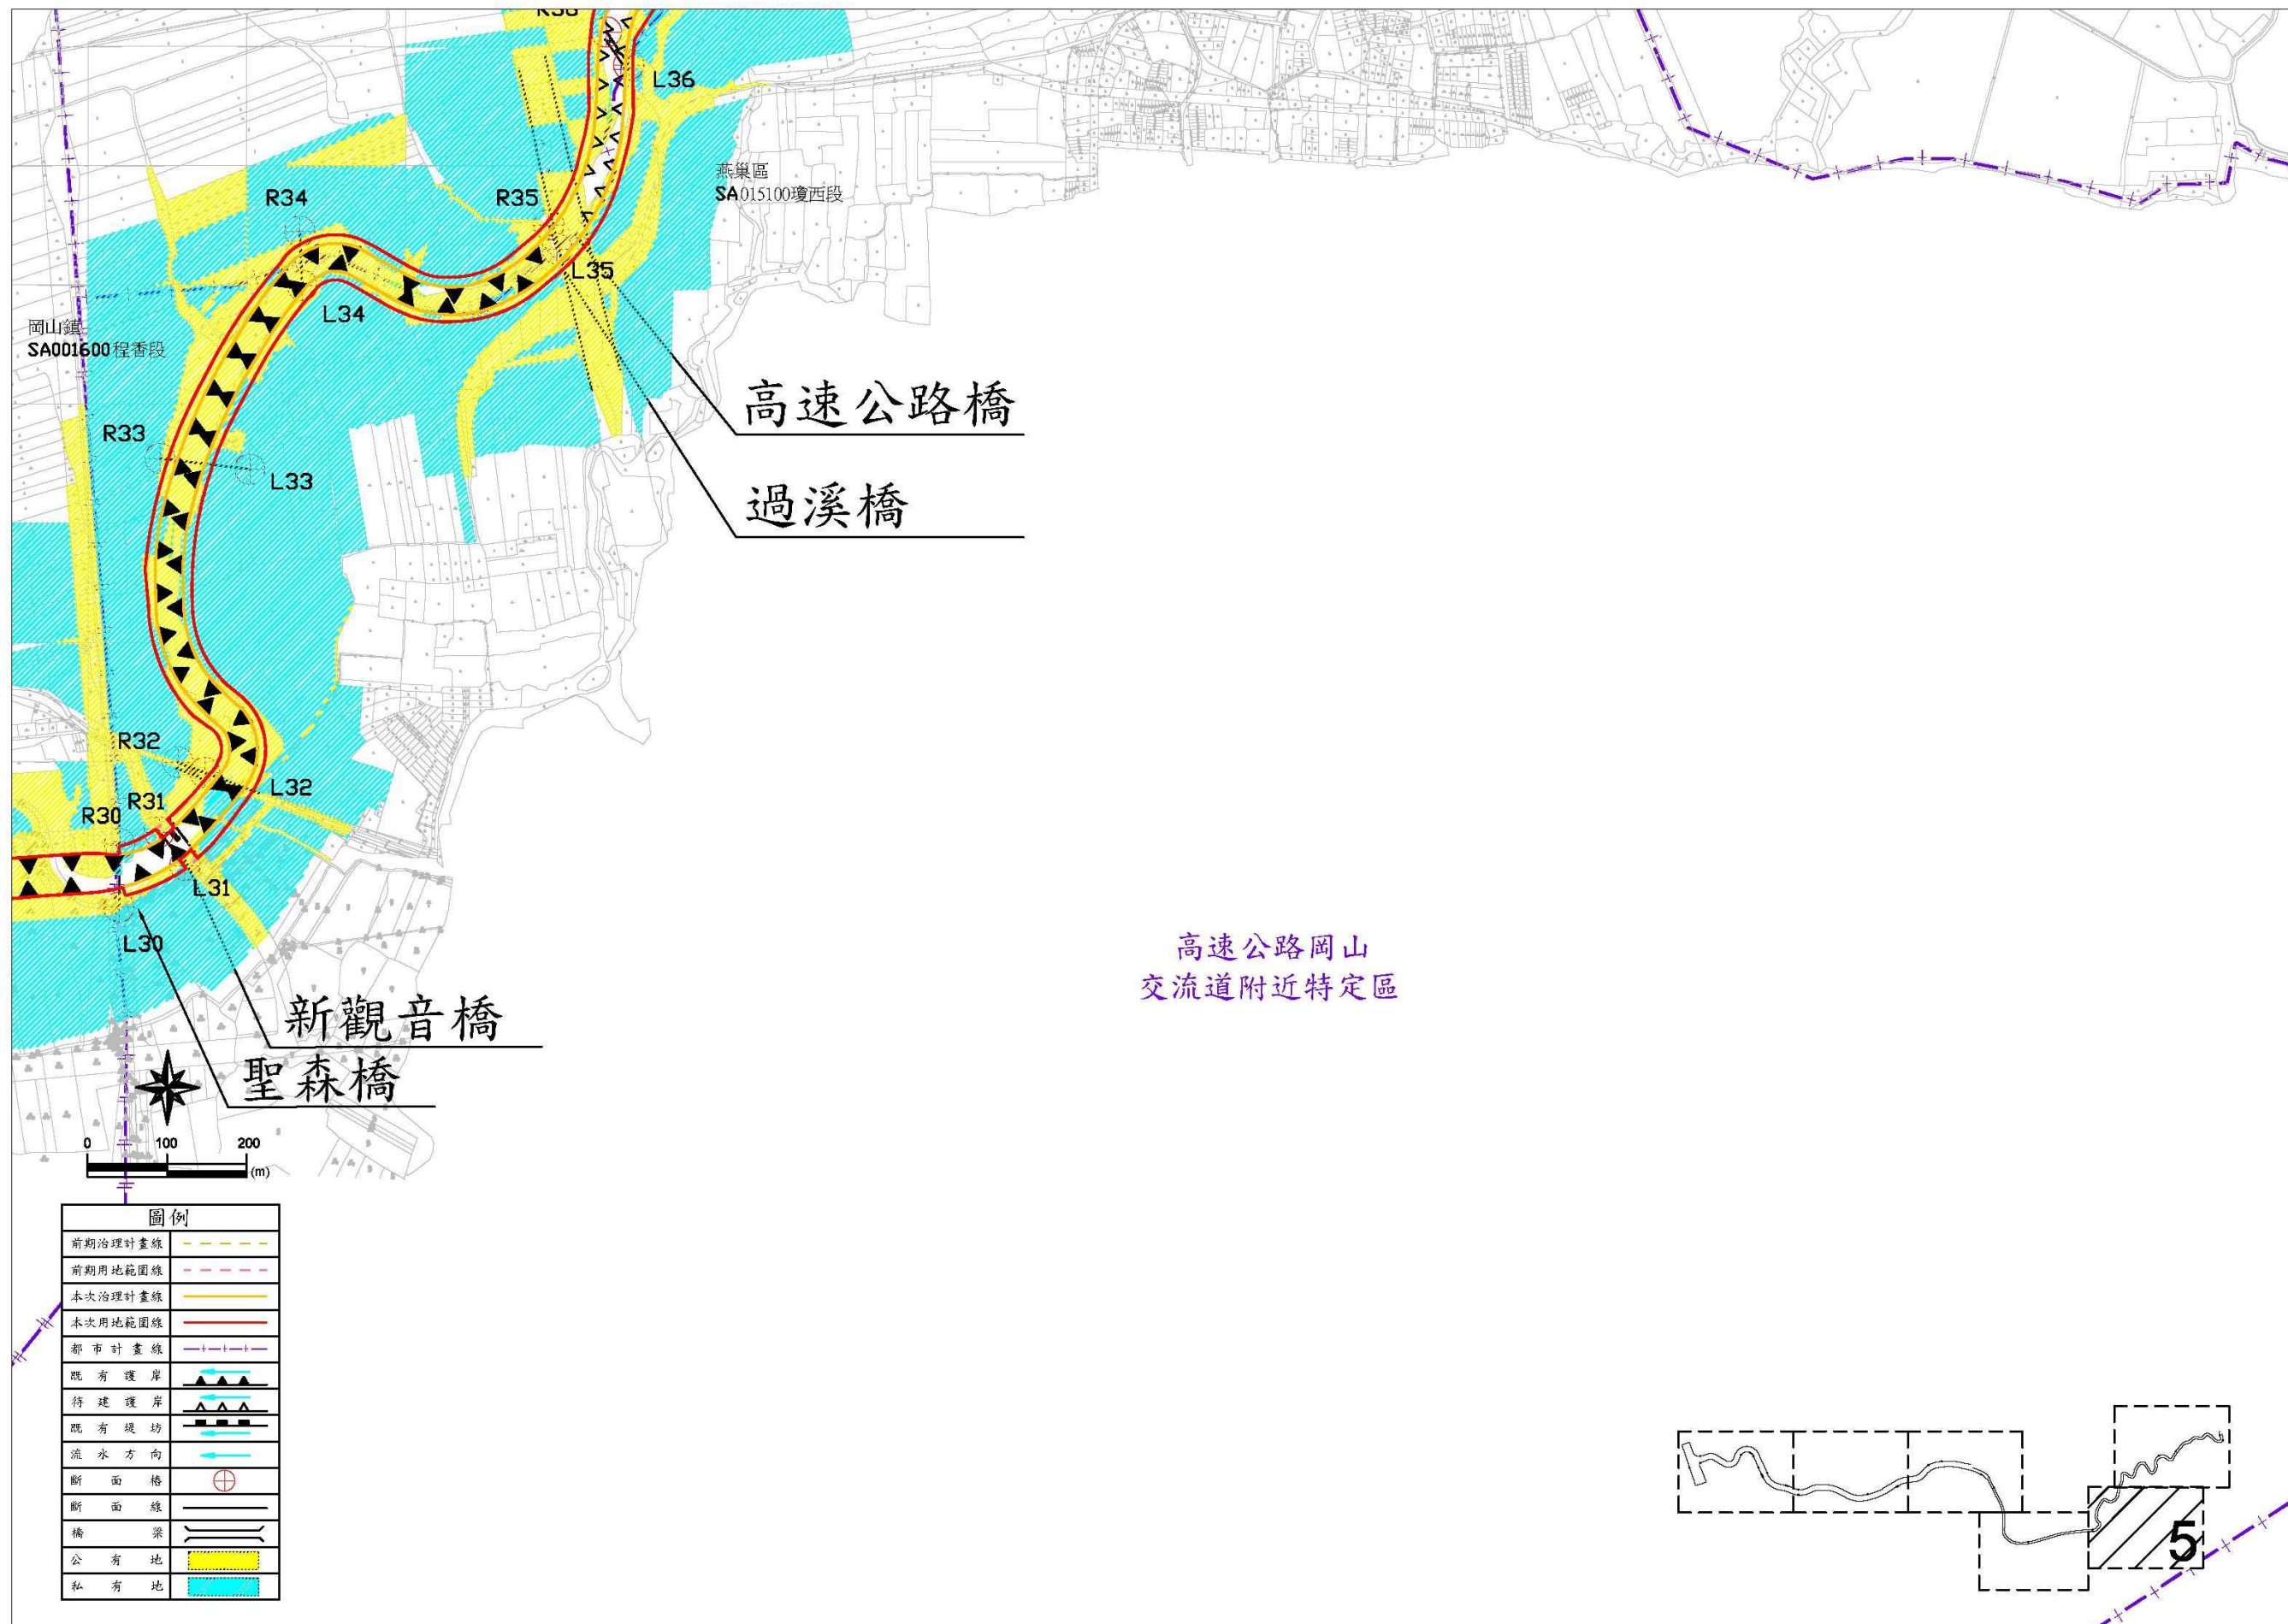 R36
L36
燕巢區
SA015100瓊西段
R34
R35
L35
L34
岡山鎮
SA001600程香段
高速公路橋
R33
L33
過溪橋
R32
L32
R31
R30
L31
L30
高速公路岡山
交流道附近特定區
新觀音橋
聖森橋
0 100 200
(m)
圖例
前期治理計畫線
前期用地範圍線
本次治理計畫線
本次用地範圍線
都市計畫線
既有護岸
待建護岸
既有堤坊
流水方向
斷面樁
斷面線
橋梁
公有地
私有地
5